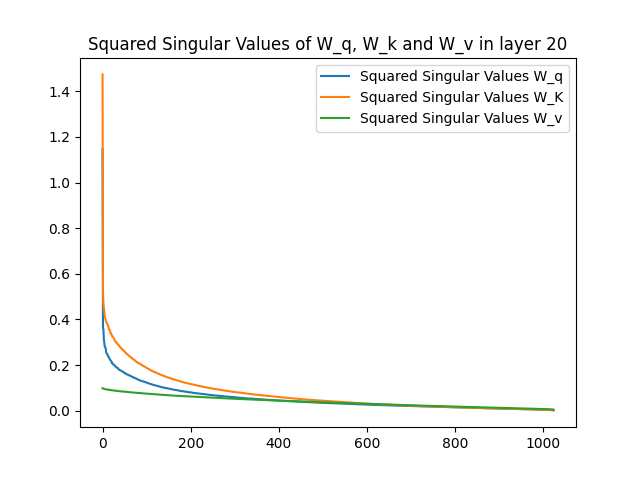 Squared Singular Values of W_q, W_k and W_v in layer 20
Squared Singular Values W_q
Squared Singular Values W_K
Squared Singular Values W_v
1.4
1.2
1.0
0.8
0.6
0.4
0.2
0.0
0 200 400 600 800 1000